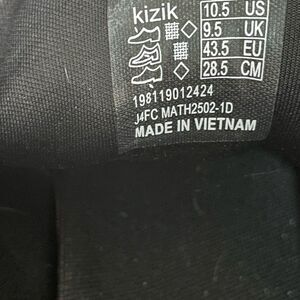 kizik
10.5 US
9.5 UK
43.5 EU
28.5 CM
198119012424
J4FC MATH2502-1D
MADE IN VIETNAM